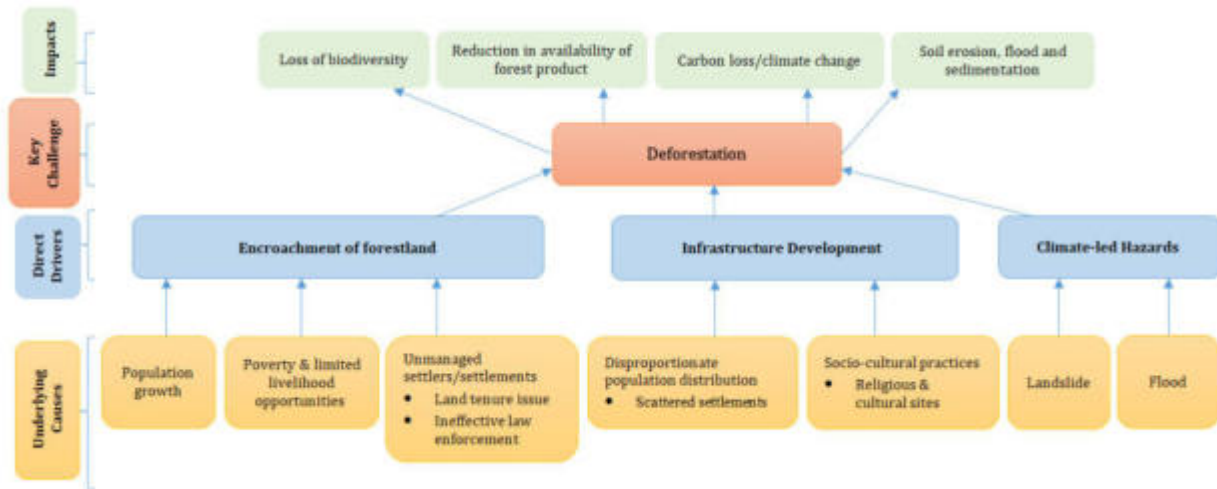 Impacts
Loss of biodiversity
Reduction in availability of
forest product
Carbon loss/climate change
Soil erosion, flood and
sedimentation
Key
Challenge
Deforestation
Direct
Drivers
Encroachment of forestland
Infrastructure Development
Climate-led Hazards
Underlying
Causes
Population
growth
Poverty & limited
livelihood
opportunities
Unmanaged
settlers/settlements
• Land tenure issue
• Ineffective law
enforcement
Disproportionate
population distribution
• Scattered settlements
Socio-cultural practices
• Religious &
cultural sites
Landslide
Flood